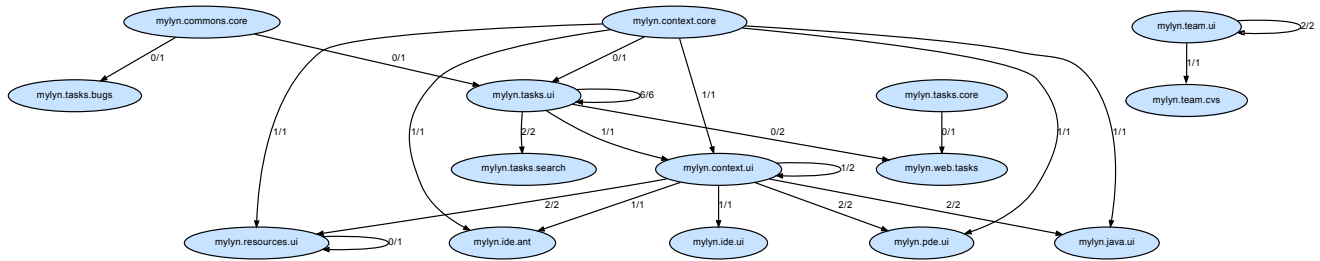 mylyn.commons.core
mylyn.context.core
mylyn.team.ui
2/2
0/1
0/1
0/1
1/1
mylyn.tasks.bugs
mylyn.tasks.ui
6/6
1/1
mylyn.tasks.core
mylyn.team.cvs
1/1
1/1
2/2
1/1
0/2
0/1
1/1
1/1
mylyn.tasks.search
mylyn.context.ui
1/2
mylyn.web.tasks
2/2
1/1
1/1
2/2
2/2
mylyn.resources.ui
0/1
mylyn.ide.ant
mylyn.ide.ui
mylyn.pde.ui
mylyn.java.ui